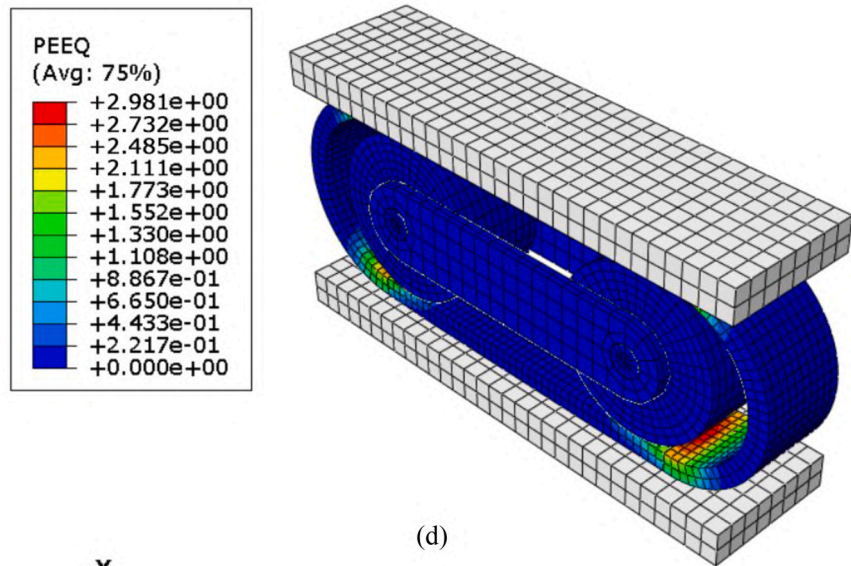 PEEQ
(Avg: 75%)
+2.981e+00
+2.732e+00
+2.485e+00
+2.111e+00
+1.773e+00
+1.552e+00
+1.330e+00
+1.108e+00
+8.867e-01
+6.650e-01
+4.433e-01
+2.217e-01
+0.000e+00
(d)